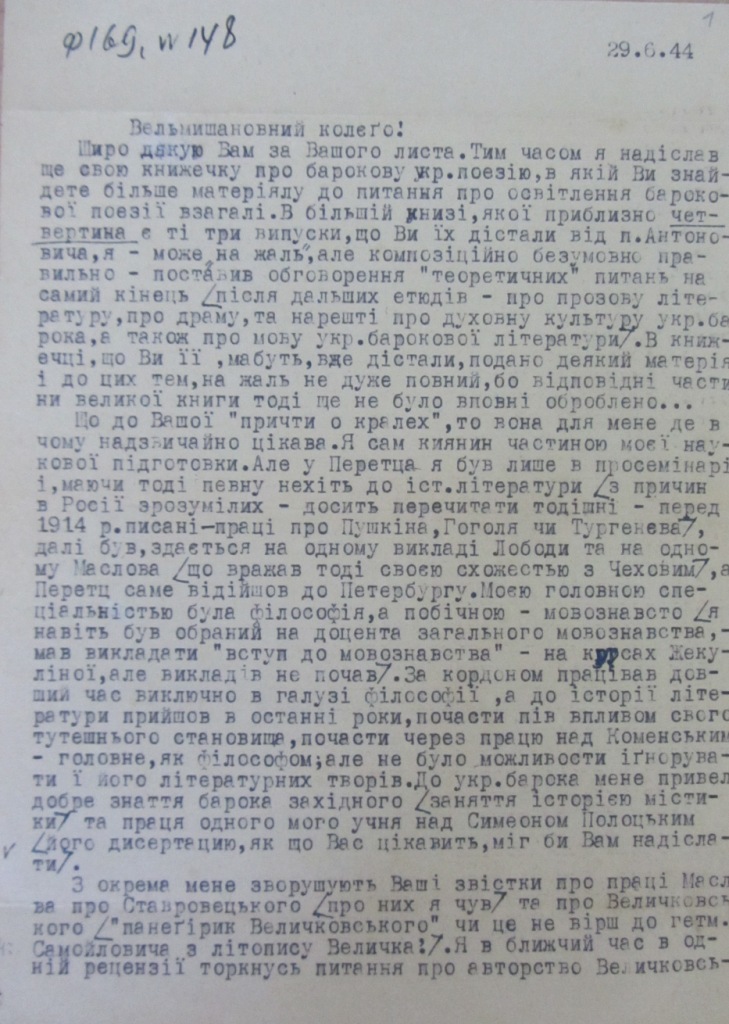 1
ф169, № 148
29.6.44
Вельмишановний колєґо!
Щиро дякую Вам за Вашого листа.Тим часом я надіслав
ще свою книжечку про барокову укр.поезію,в якій Ви знай-
дете більше матеріялу до питання про освітлення бароко-
вої поезії взагалі.В більшій книзі,якої приблизно чет-
вертина є ті три випуски,що Ви їх дістали від п.Антоно-
вича,я - може„на жаль",але композіційно безумовно пра-
вильно - поставив обговорення "теоретичних" питань на
самий кінець /після дальших етюдів - про прозову літе-
ратуру,про драму,та нарешті про духовну культуру укр.ба
рока,а також про мову укр.барокової літератури/.В книж-
ечці,що Ви її ,мабуть,вже дістали,подано деякий матерія
і до цих тем,на жаль не дуже повний,бо відповідні части
ни великої книги тоді ще не було вповні оброблено...
Що до Вашої "причти о кралех",то вона для мене де в
чому надзвичайно цікава.Я сам киянин частиною моєї нау-
кової підготовки.Але у Перетца я був лише в просемінарі
і,маючи тоді певну нехіть до іст.літератури /з причин
в Росії зрозумілих - досить перечитати тодішні - перед
1914 р.писані-праці про Пушкіна,Гоголя чи Тургенева/,
далі був,здається на одному викладі Лободи та на одно-
му Маслова /що вражав тоді своєю схожестью з Чеховим/,а
Перетц саме відійшов до Петербургу.Моєю головною спе-
ціальністью була філософія,а побічною - мовознавсто /я
навіть був обраний на доцента загального мовознавства,-
мав викладати "вступ до мовознавства" - на курсах Жеку-
ліної,але викладів не почав/.За кордоном працівав дов-
ший час виключно в галузі філософії ,а до історії літе-
ратури прийшов в останні роки,почасти пів впливом свого
тутешнього становища,почасти через працю над Коменським
- головне,як філософом;але не було можливости іґнорува-
ти ї його літературних творів.До укр.барока мене привел
добре знаття барока західного /заняття історією місти-
ки/ та праця одного мого учня над Симеоном Полоцьким
/його дисертацию,як що Вас цікавить,міг би Вам надісла-
ти/.
З окрема мене зворушують Ваші звістки про праці Масл
ва про Ставровецького /про них я чув/ та про Величковсь
кого /"панеґірик Величковського" чи це не вірш до гетм.
Самойловича з літопису Величка?/.Я в ближчий час в од-
ній рецензії торкнусь питання про авторство Величковсь-